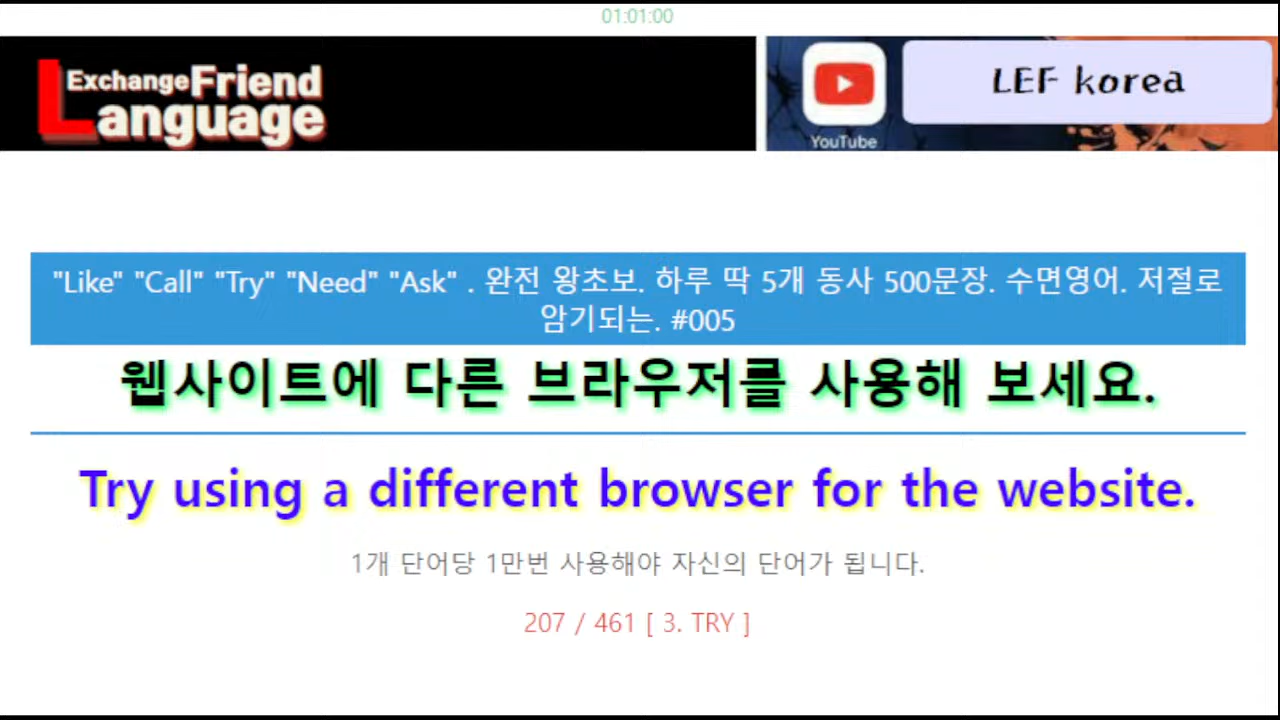 01:01:00
ExchangeFriend
Language
YouTube
LEF korea
"Like" "Call" "Try" "Need" "Ask" . 완전 왕초보. 하루 딱 5개 동사 500문장. 수면영어. 저절로
암기되는. #005
웹사이트에 다른 브라우저를 사용해 보세요.
Try using a different browser for the website.
1개 단어당 1만번 사용해야 자신의 단어가 됩니다.
207 / 461 [ 3. TRY ]